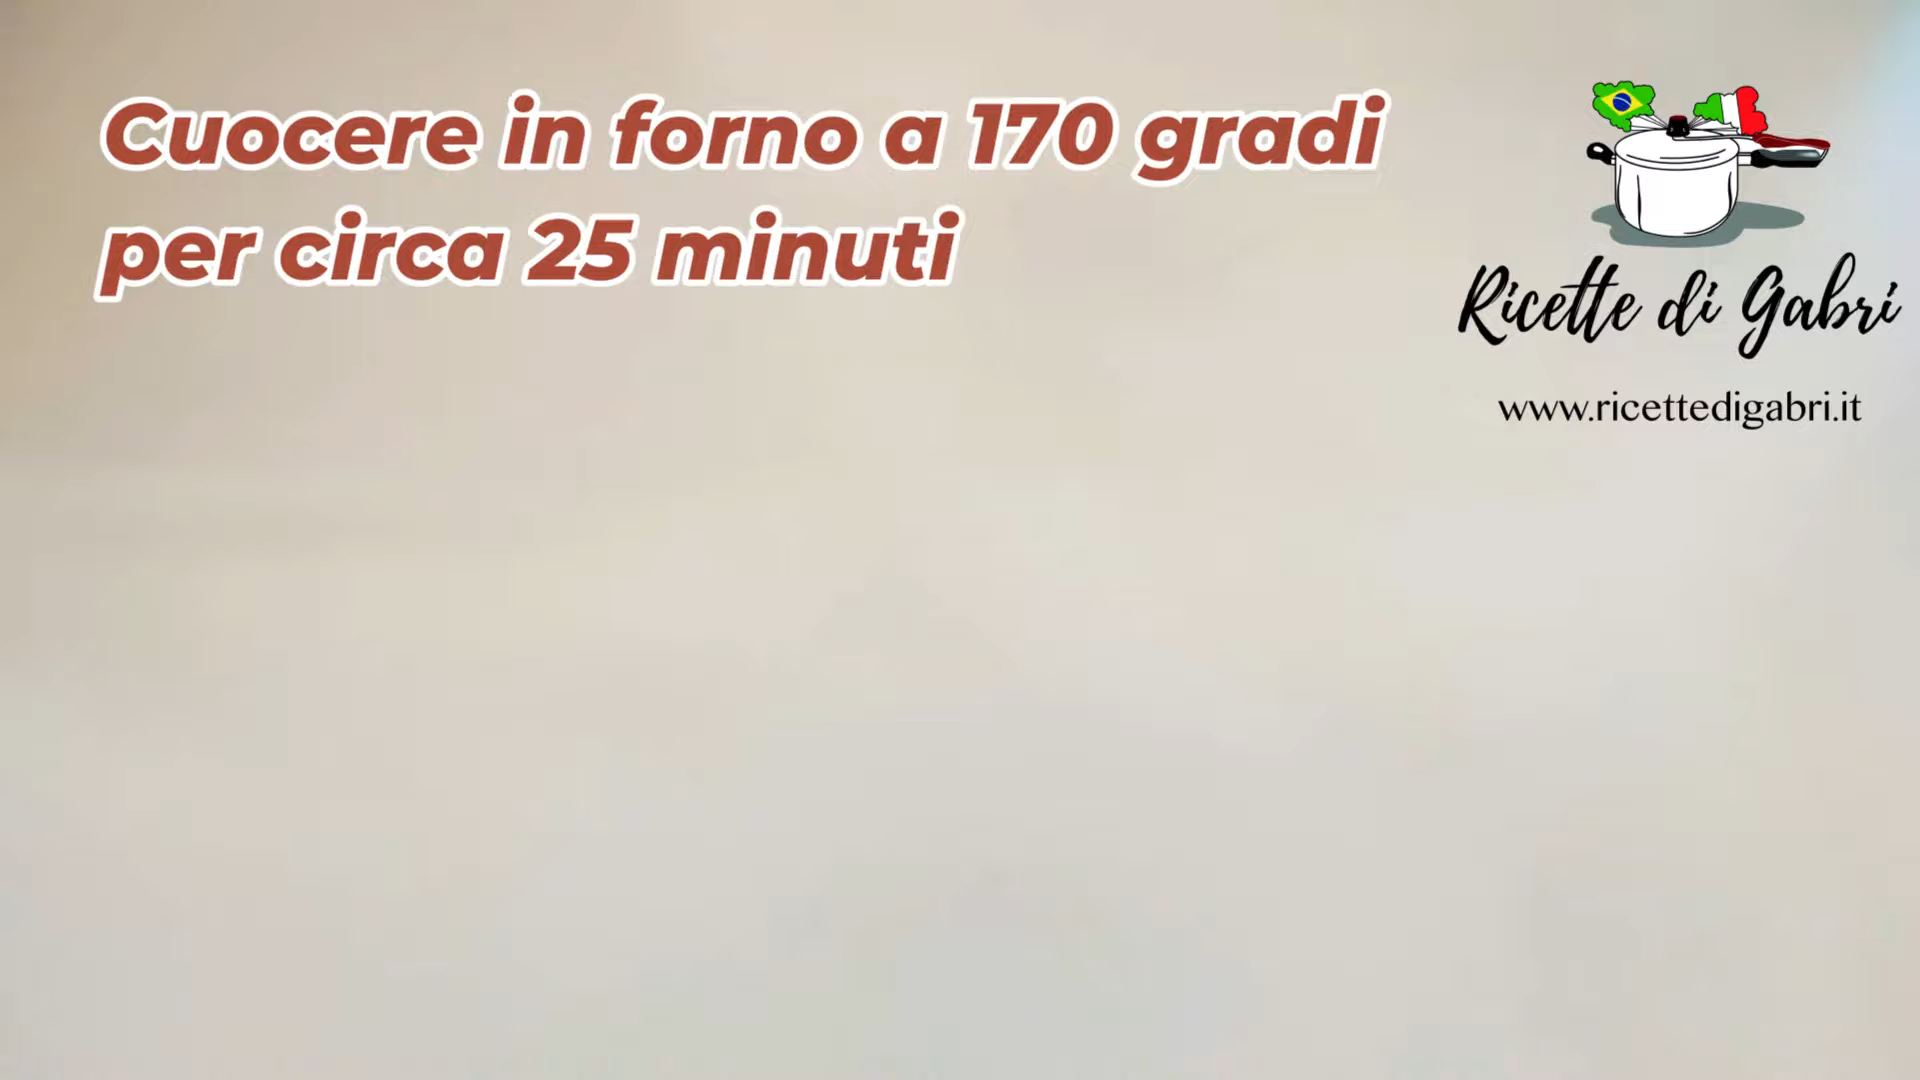 Cuocere in forno a 170 gradi
per circa 25 minuti
Ricette di Gabri
www.ricettedigabri.it